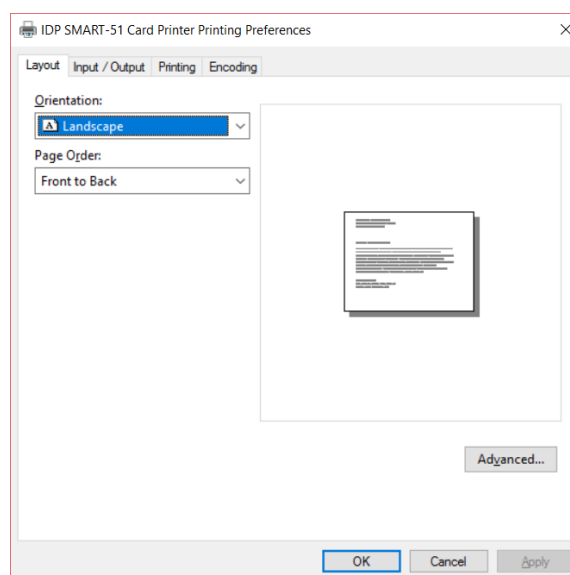 IDP SMART-51 Card Printer Printing Preferences
Layout Input / Output Printing Encoding
Orientation:
A Landscape
Page Order:
Front to Back
Advanced...
OK Cancel Apply